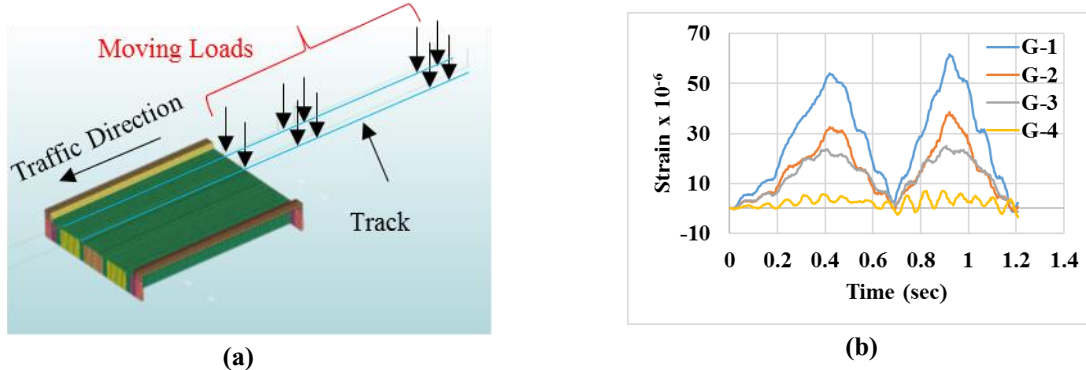 Moving Loads
Traffic Direction
Track
(a)
70
50
30
10
-10
Strain x 10-6
0 0.2 0.4 0.6 0.8 1 1.2 1.4
Time (sec)
G-1
G-2
G-3
G-4
(b)